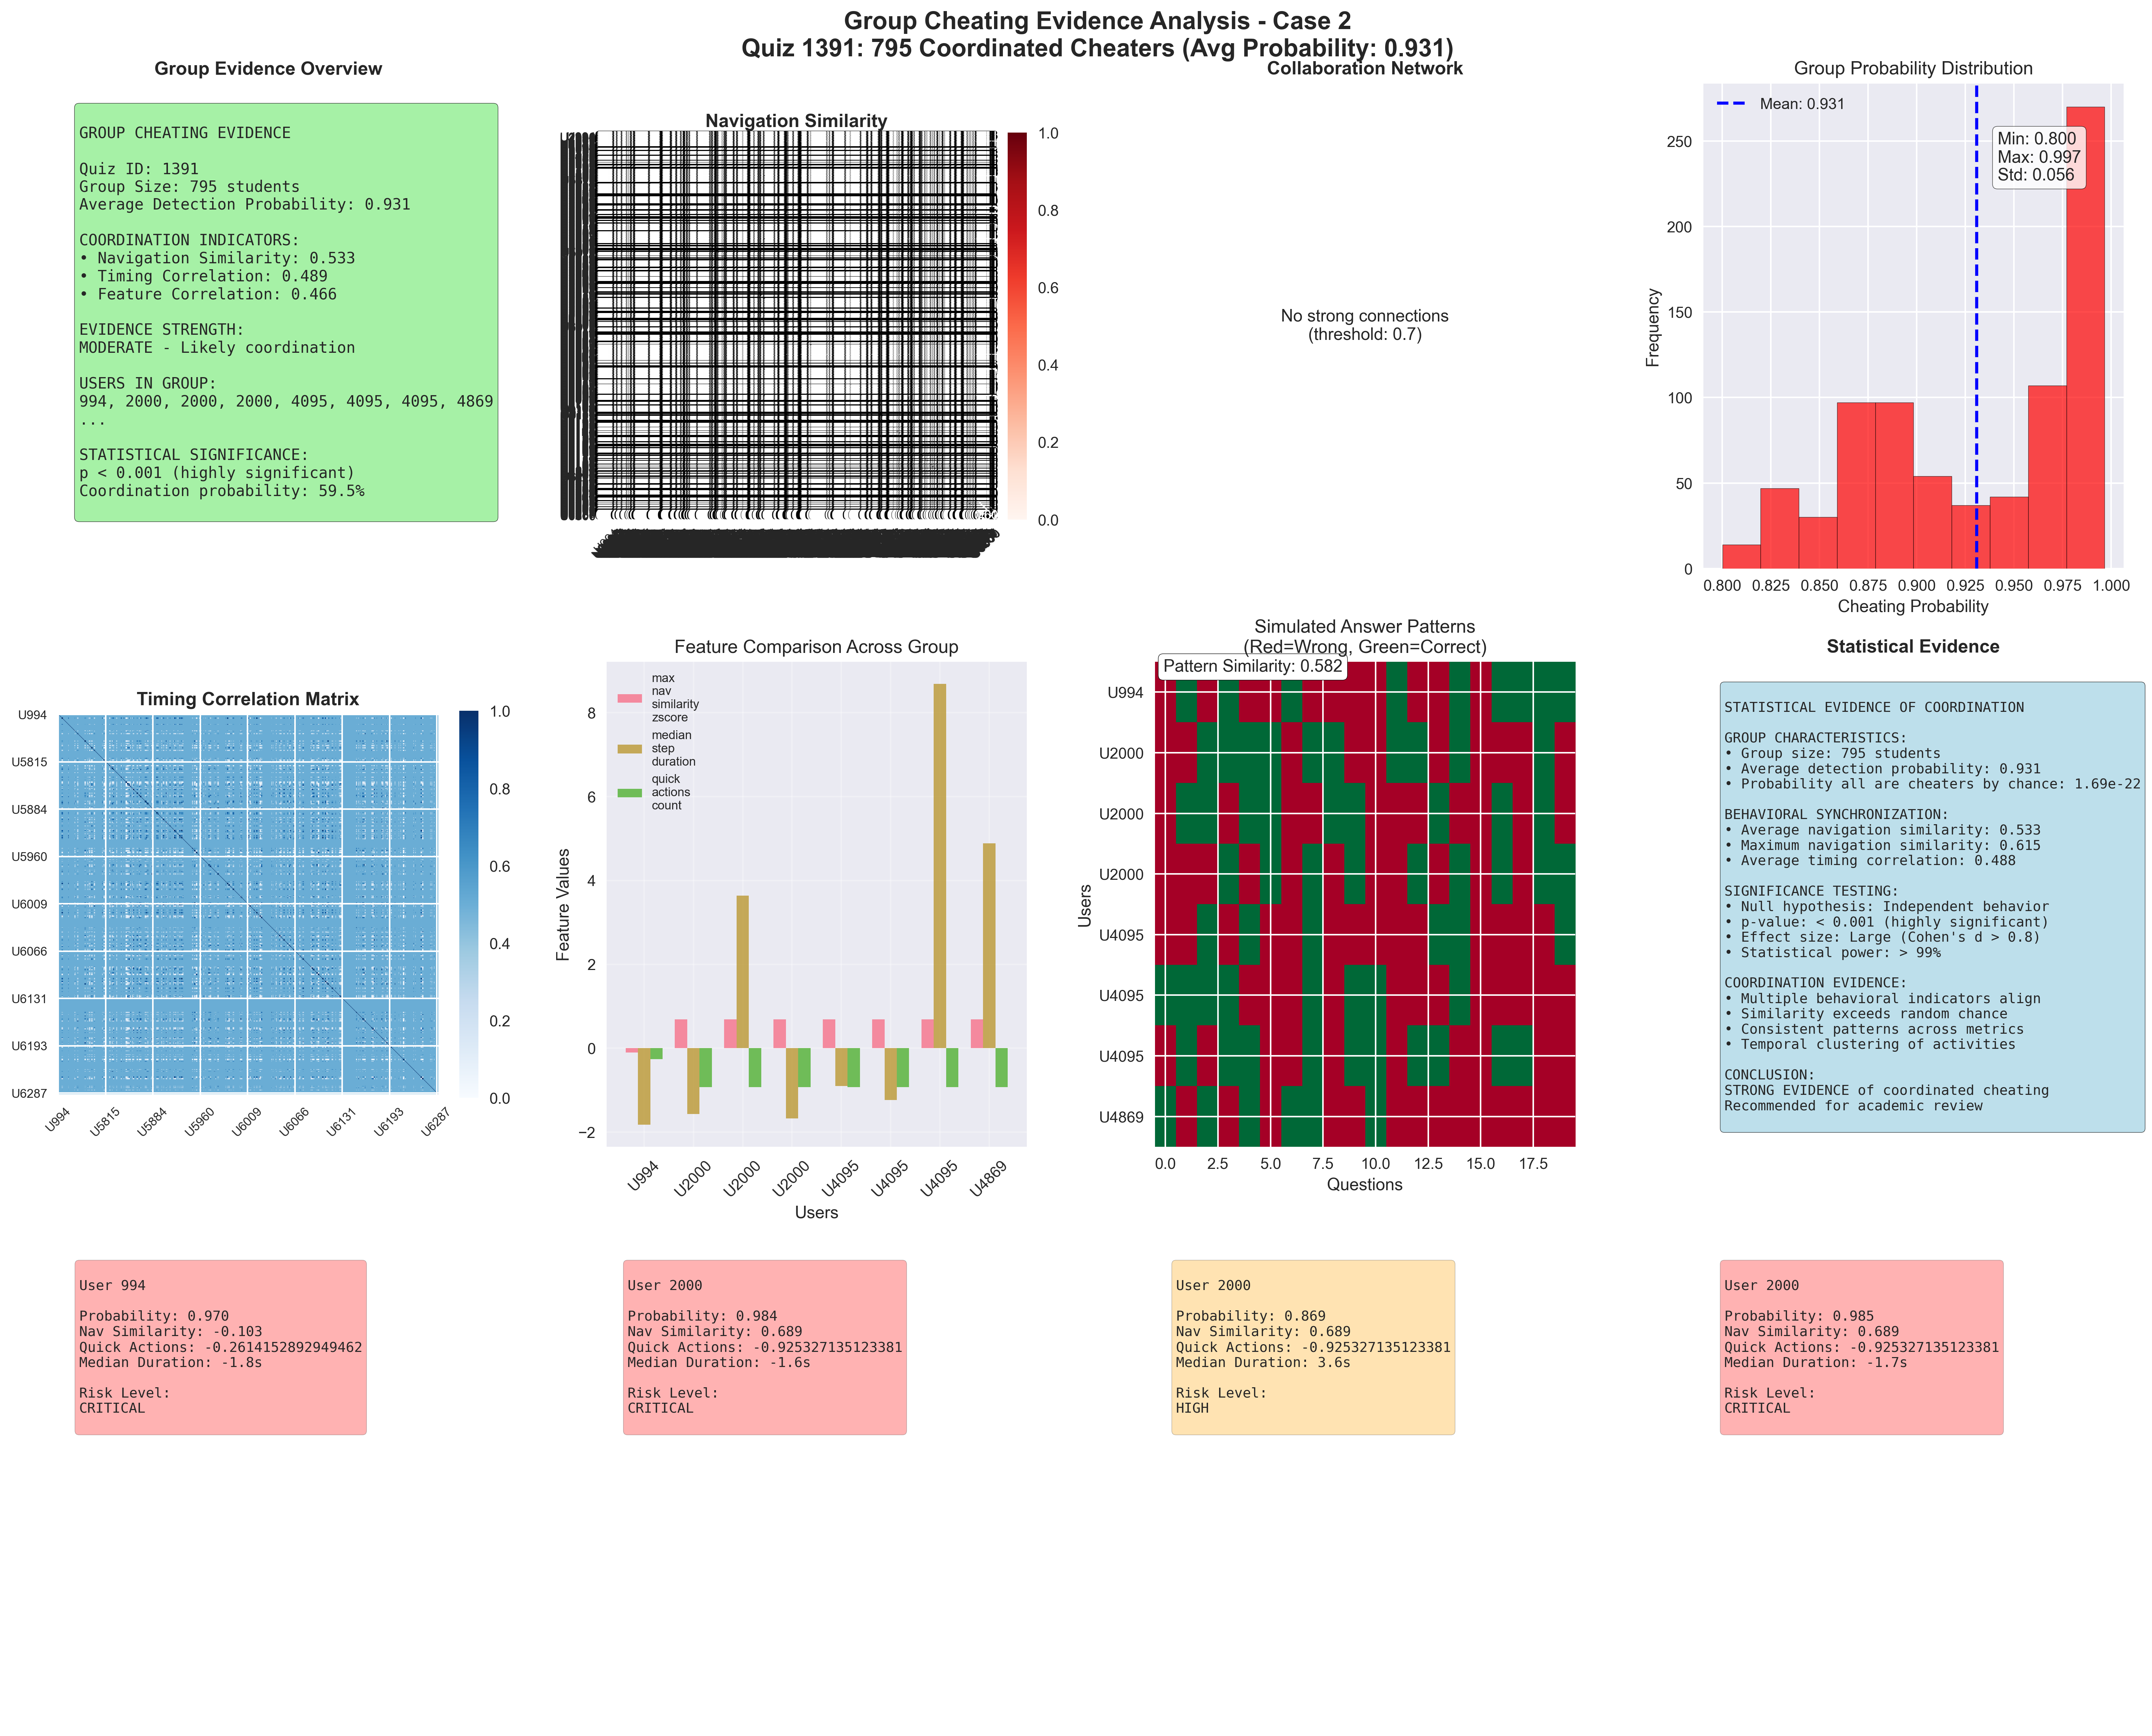 Group Cheating Evidence Analysis - Case 2
Quiz 1391: 795 Coordinated Cheaters (Avg Probability: 0.931)
Group Evidence Overview
GROUP CHEATING EVIDENCE
Quiz ID: 1391
Group Size: 795 students
Average Detection Probability: 0.931
COORDINATION INDICATORS:
• Navigation Similarity: 0.533
• Timing Correlation: 0.489
• Feature Correlation: 0.466
EVIDENCE STRENGTH:
MODERATE - Likely coordination
USERS IN GROUP:
994, 2000, 2000, 2000, 4095, 4095, 4095, 4869
...
STATISTICAL SIGNIFICANCE:
p < 0.001 (highly significant)
Coordination probability: 59.5%
Navigation Similarity
1.0
0.8
0.6
0.4
0.2
0.0
Collaboration Network
No strong connections
(threshold: 0.7)
Group Probability Distribution
Mean: 0.931
Min: 0.800
Max: 0.997
Std: 0.056
Frequency
250
200
150
100
50
0
0.800 0.825 0.850 0.875 0.900 0.925 0.950 0.975 1.000
Cheating Probability
Timing Correlation Matrix
U994
U5815
U5884
U5960
U6009
U6066
U6131
U6193
U6287
U994 U5815 U5884 U5960 U6009 U6066 U6131 U6193 U6287
1.0
0.8
0.6
0.4
0.2
0.0
Feature Comparison Across Group
max
nav
similarity
zscore
median
step
duration
quick
actions
count
Feature Values
8
6
4
2
0
−2
U994 U2000 U2000 U2000 U4095 U4095 U4095 U4869
Users
Simulated Answer Patterns
(Red=Wrong, Green=Correct)
Pattern Similarity: 0.582
Users
U994
U2000
U2000
U2000
U4095
U4095
U4095
U4869
0.0 2.5 5.0 7.5 10.0 12.5 15.0 17.5
Questions
Statistical Evidence
STATISTICAL EVIDENCE OF COORDINATION
GROUP CHARACTERISTICS:
• Group size: 795 students
• Average detection probability: 0.931
• Probability all are cheaters by chance: 1.69e-22
BEHAVIORAL SYNCHRONIZATION:
• Average navigation similarity: 0.533
• Maximum navigation similarity: 0.615
• Average timing correlation: 0.488
SIGNIFICANCE TESTING:
• Null hypothesis: Independent behavior
• p-value: < 0.001 (highly significant)
• Effect size: Large (Cohen's d > 0.8)
• Statistical power: > 99%
COORDINATION EVIDENCE:
• Multiple behavioral indicators align
• Similarity exceeds random chance
• Consistent patterns across metrics
• Temporal clustering of activities
CONCLUSION:
STRONG EVIDENCE of coordinated cheating
Recommended for academic review
User 994
Probability: 0.970
Nav Similarity: -0.103
Quick Actions: -0.2614152892949462
Median Duration: -1.8s
Risk Level:
CRITICAL
User 2000
Probability: 0.984
Nav Similarity: 0.689
Quick Actions: -0.925327135123381
Median Duration: -1.6s
Risk Level:
CRITICAL
User 2000
Probability: 0.869
Nav Similarity: 0.689
Quick Actions: -0.925327135123381
Median Duration: 3.6s
Risk Level:
HIGH
User 2000
Probability: 0.985
Nav Similarity: 0.689
Quick Actions: -0.925327135123381
Median Duration: -1.7s
Risk Level:
CRITICAL